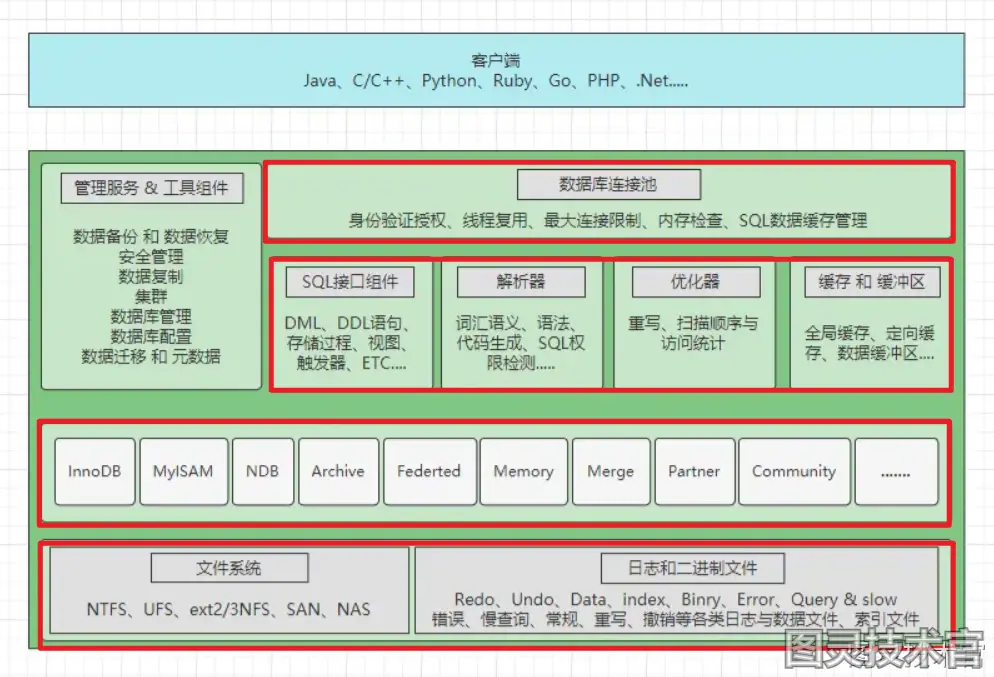 客户端
Java、C/C++、Python、Ruby、Go、PHP、.Net.....
管理服务 & 工具组件
数据备份 和 数据恢复
安全管理
数据复制
集群
数据库管理
数据库配置
数据迁移 和 元数据
数据库连接池
身份验证授权、线程复用、最大连接限制、内存检查、SQL数据缓存管理
SQL接口组件
DML、DDL语句、
存储过程、视图、
触发器、ETC....
解析器
词汇语义、语法、
代码生成、SQL权
限检测.....
优化器
重写、扫描顺序与
访问统计
缓存 和 缓冲区
全局缓存、定向缓
存、数据缓冲区....
InnoDB
MyISAM
NDB
Archive
Federted
Memory
Merge
Partner
Community
.......
文件系统
NTFS、UFS、ext2/3NFS、SAN、NAS
日志和二进制文件
Redo、Undo、Data、index、Binry、Error、Query & slow
错误、慢查询、常规、重写、撤销等各类日志与数据文件、索引文件
图灵技术官